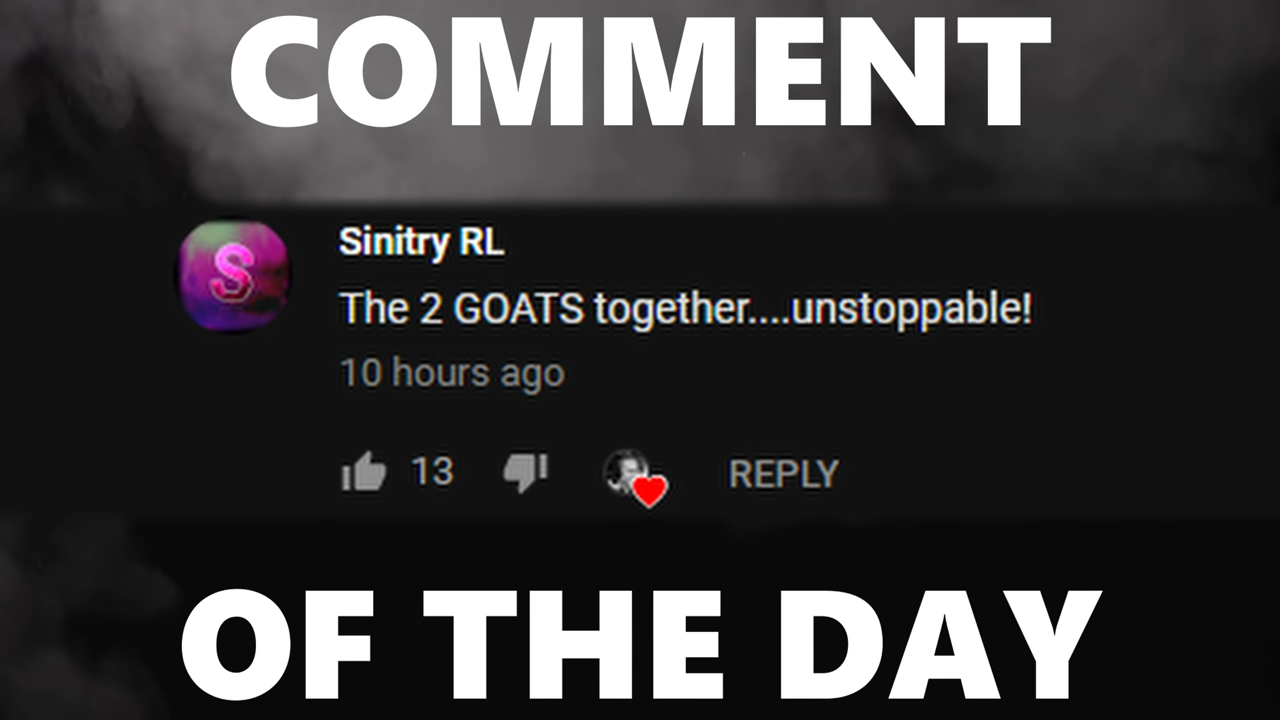 COMMENT
S
Sinitry RL
The 2 GOATS together....unstoppable!
10 hours ago
13 REPLY
OF THE DAY